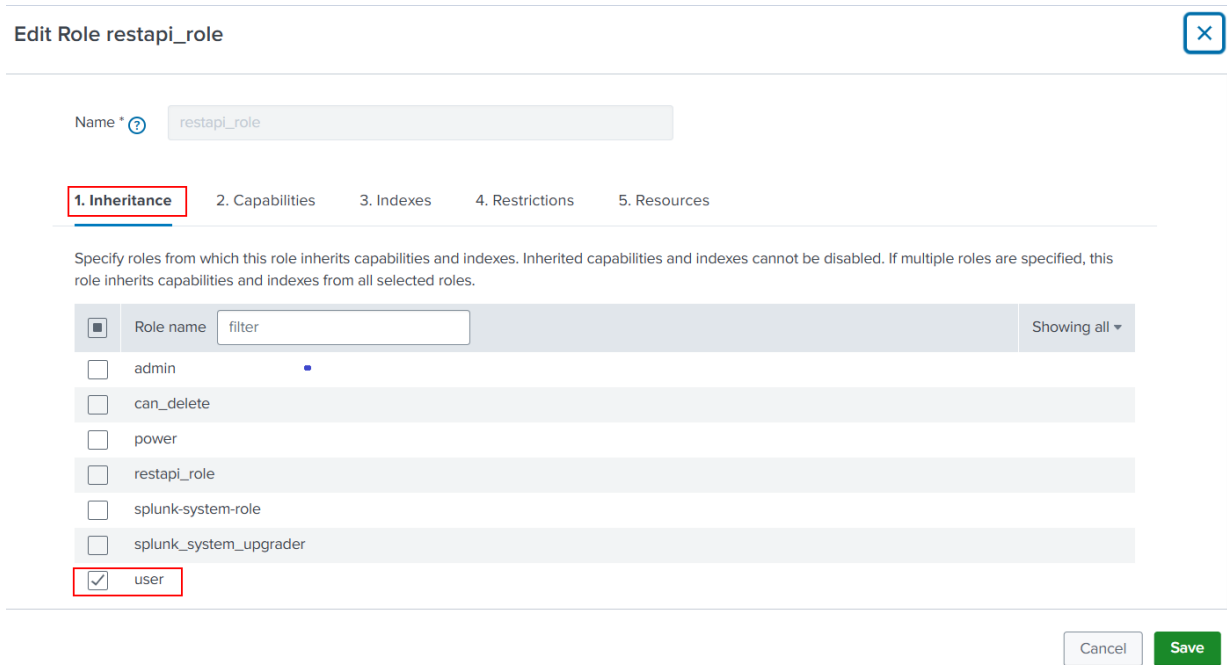 Edit Role restapi_role
Name * ?
restapi_role
1. Inheritance 2. Capabilities 3. Indexes 4. Restrictions 5. Resources
Specify roles from which this role inherits capabilities and indexes. Inherited capabilities and indexes cannot be disabled. If multiple roles are specified, this
role inherits capabilities and indexes from all selected roles.
Role name filter Showing all
admin
can_delete
power
restapi_role
splunk-system-role
splunk_system_upgrader
user
Cancel Save